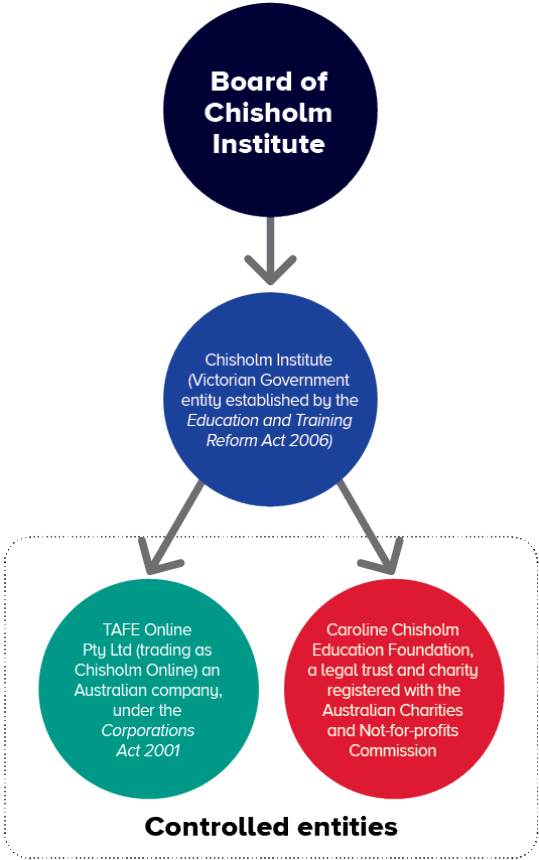 Board of
Chisholm
Institute
Chisholm Institute
(Victorian Government
entity established by the
Education and Training
Reform Act 2006)
TAFE Online
Pty Ltd (trading as
Chisholm Online) an
Australian company,
under the
Corporations
Act 2001
Caroline Chisholm
Education Foundation,
a legal trust and charity
registered with the
Australian Charities
and Not-for-profits
Commission
Controlled entities